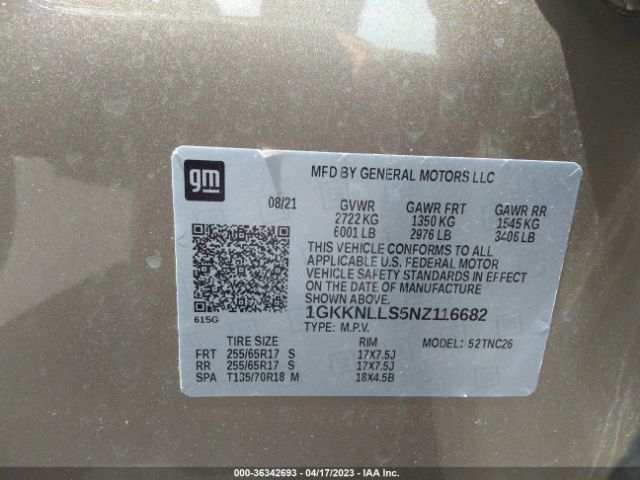 gm
MFD BY GENERAL MOTORS LLC
08/21 GVWR GAWR FRT GAWR RR
2722 KG 1350 KG 1545 KG
6001 LB 2976 LB 3406 LB
THIS VEHICLE CONFORMS TO ALL
APPLICABLE U.S. FEDERAL MOTOR
VEHICLE SAFETY STANDARDS IN EFFECT
ON THE DATE OF MANUFACTURE
SHOWN ABOVE.
615G 1GKKNLLS5NZ116682
TYPE: M.P.V.
TIRE SIZE RIM MODEL: 52TNC26
FRT 255/65R17 S 17X7.5J
RR 255/65R17 S 17X7.5J
SPA T135/70R18 M 18X4.5B
000-36342693 - 04/17/2023 - IAA Inc.